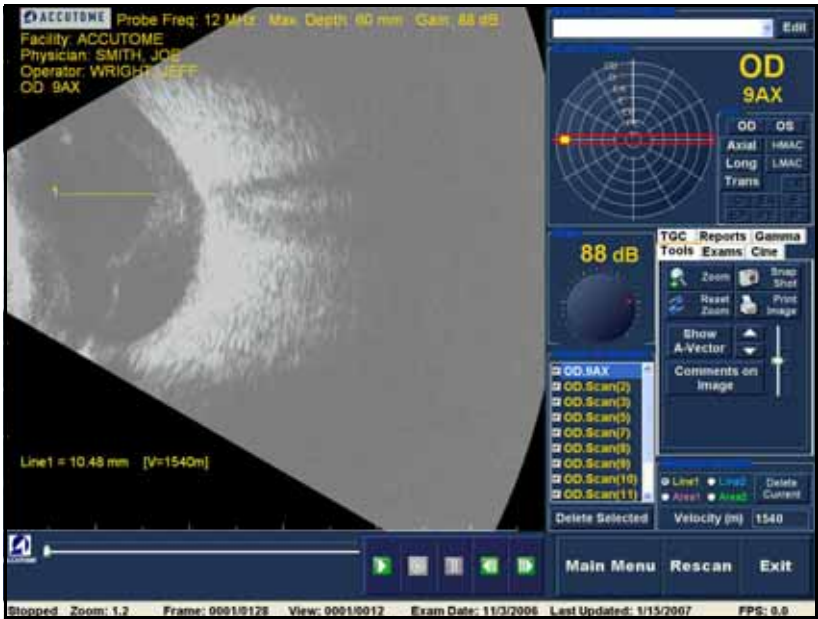 ACCUTOME Probe Freq: 12 MHz Max. Depth: 60 mm Gain: 88 dB
Facility: ACCUTOME
Physician: SMITH, JOE
Operator: WRIGHT, JEFF
OD 9AX
1
Line1 = 10.48 mm [V=1540m]
Edit
OD
9AX
OD OS
Axial HMAC
Long LMAC
Trans
88 dB
TGC Reports Gamma
Tools Exams Cine
Zoom Snap Shot
Reset Zoom Print Image
Show A-Vector
Comments on Image
OD.9AX
OD.Scan(2)
OD.Scan(3)
OD.Scan(5)
OD.Scan(7)
OD.Scan(8)
OD.Scan(9)
OD.Scan(10)
OD.Scan(11)
Delete Selected
Line1 Line2 Delete Current
Area1 Area2
Velocity (m) 1540
ACCUTOME
Main Menu Rescan Exit
Stopped Zoom: 1.2 Frame: 0001/0128 View: 0001/0012 Exam Date: 11/3/2006 Last Updated: 1/15/2007 FPS: 0.0